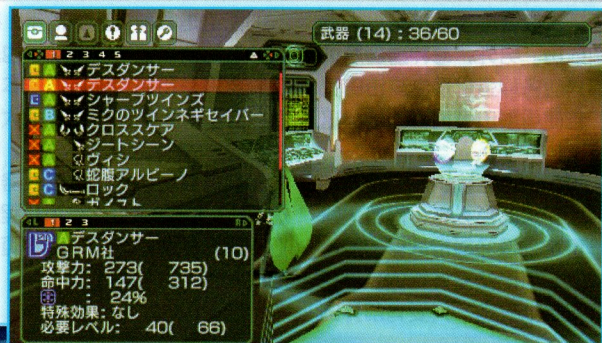 武器 (14) : 36/60
1 2 3 4 5
E A デスダンサー
A デスダンサー
E A シャープツインズ
E B ミクのツインネギセイバー
A クロススケア
A ジートシーン
A ヴィシ
E C 蛇腹アルビーノ
E C ロック
L 1 2 3 R
A デスダンサー
GRM社 (10)
攻撃力: 273( 735)
命中力: 147( 312)
: 24%
特殊効果: なし
必要レベル: 40( 66)